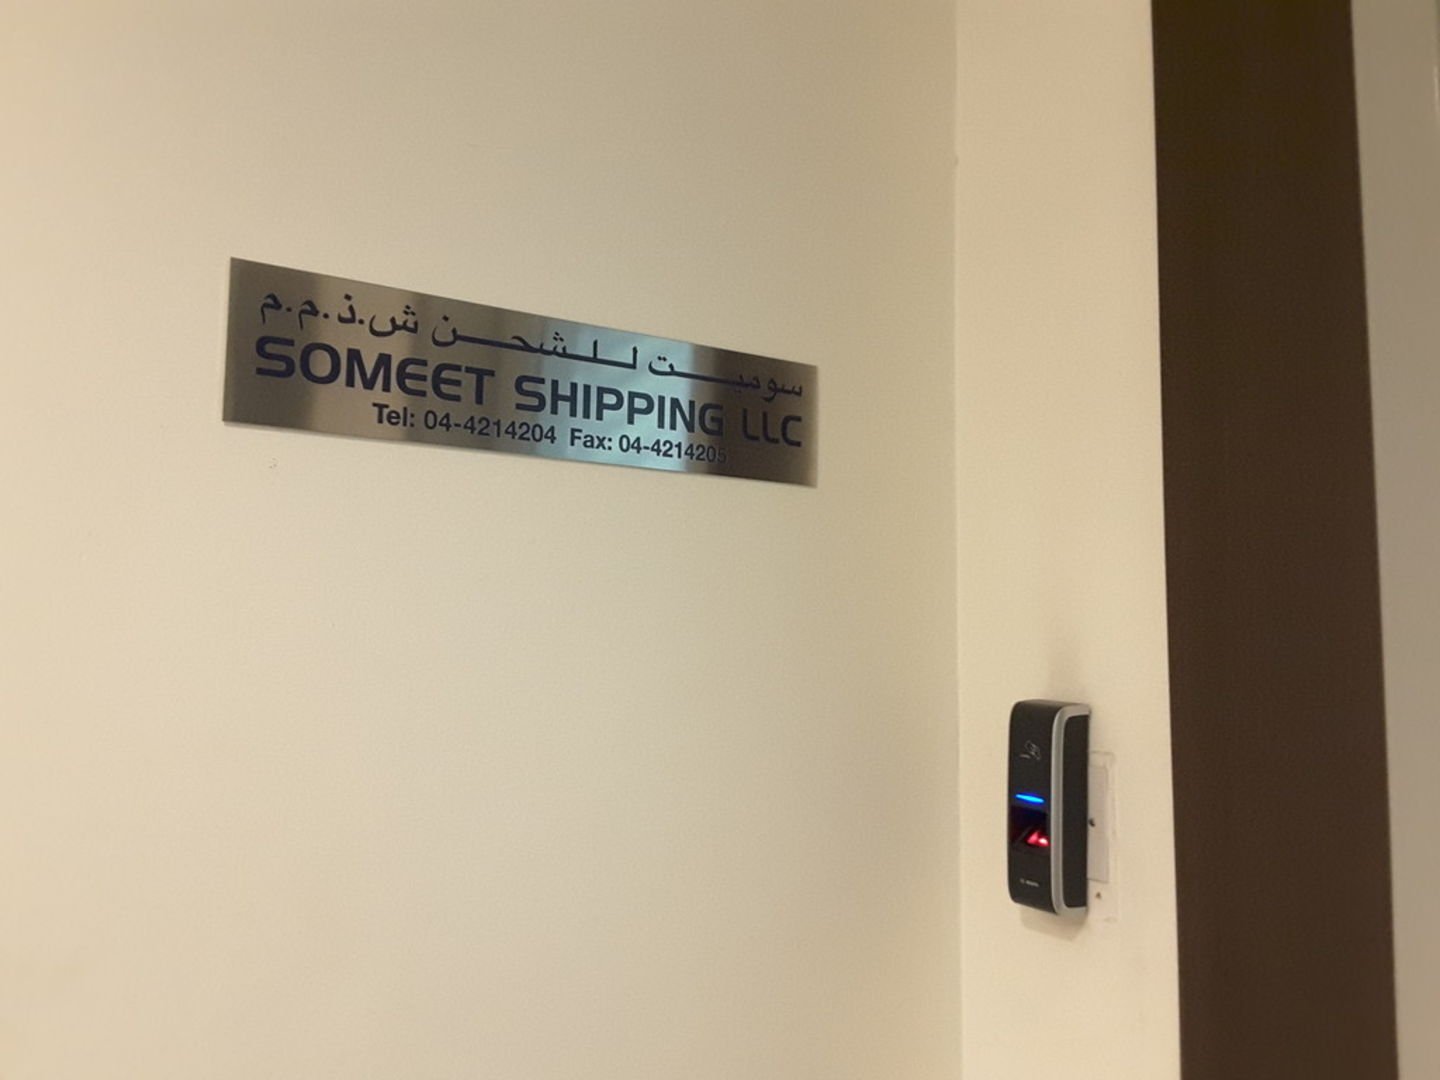 سوميت للشحن ش.ذ.م.م
SOMEET SHIPPING LLC
Tel: 04-4214204 Fax: 04-4214205